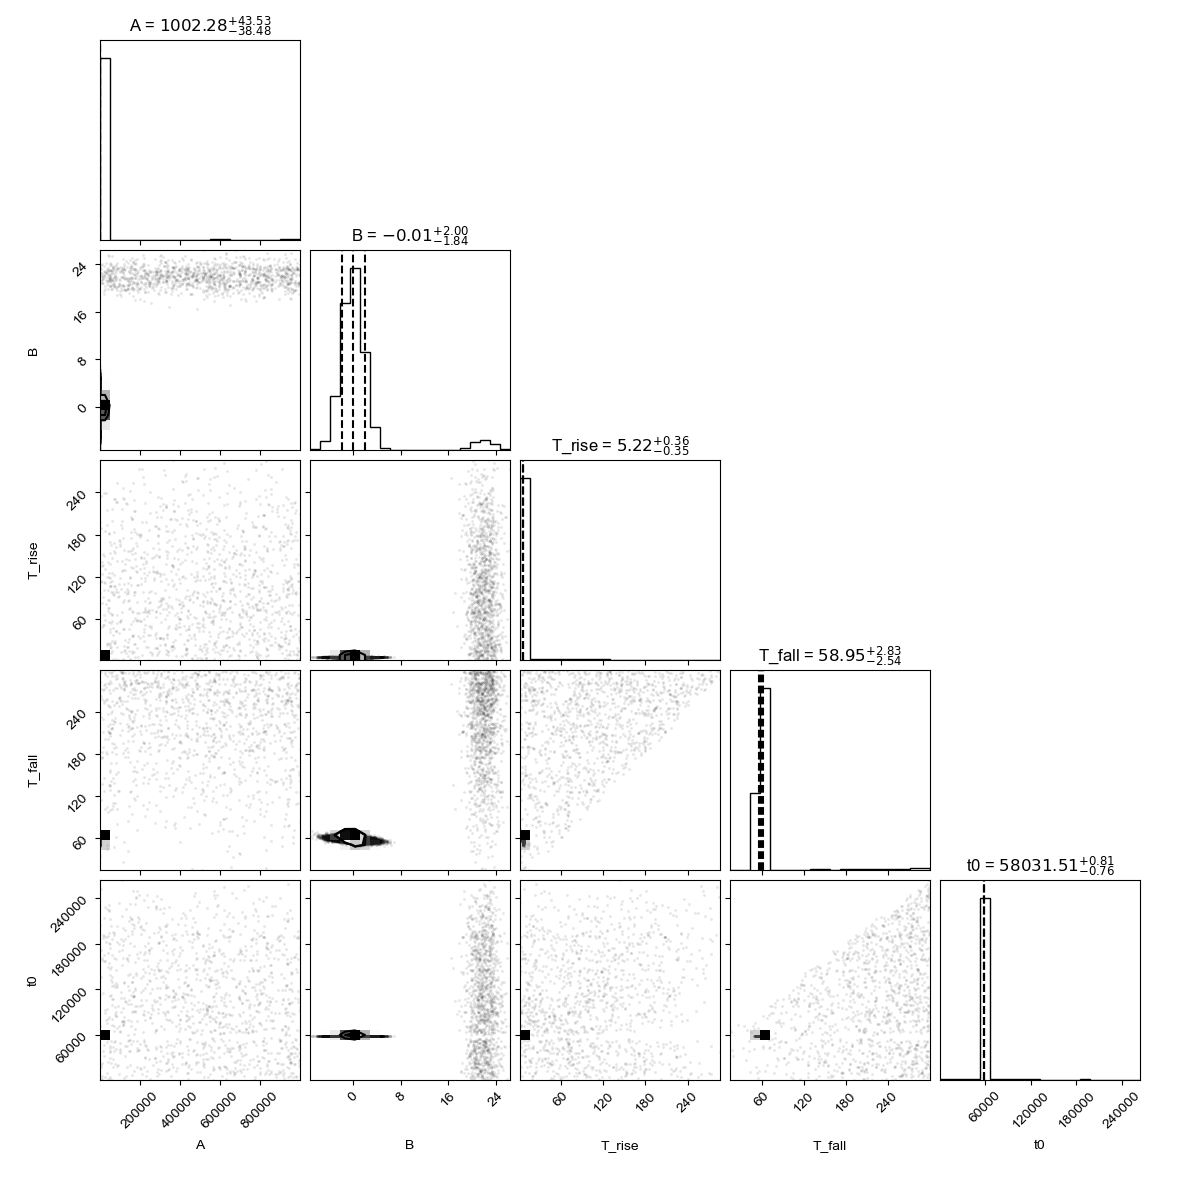 A = 1002.28^{+43.53}_{-38.48}
B = −0.01^{+2.00}_{-1.84}
24
16
8
0
B
T_rise = 5.22^{+0.36}_{-0.35}
240
180
120
60
T_rise
T_fall = 58.95^{+2.83}_{-2.54}
240
180
120
60
T_fall
t0 = 58031.51^{+0.81}_{-0.76}
240000
180000
120000
60000
t0
200000 400000 600000 800000
0 8 16 24
60 120 180 240
60 120 180 240
60000 120000 180000 240000
A B T_rise T_fall t0